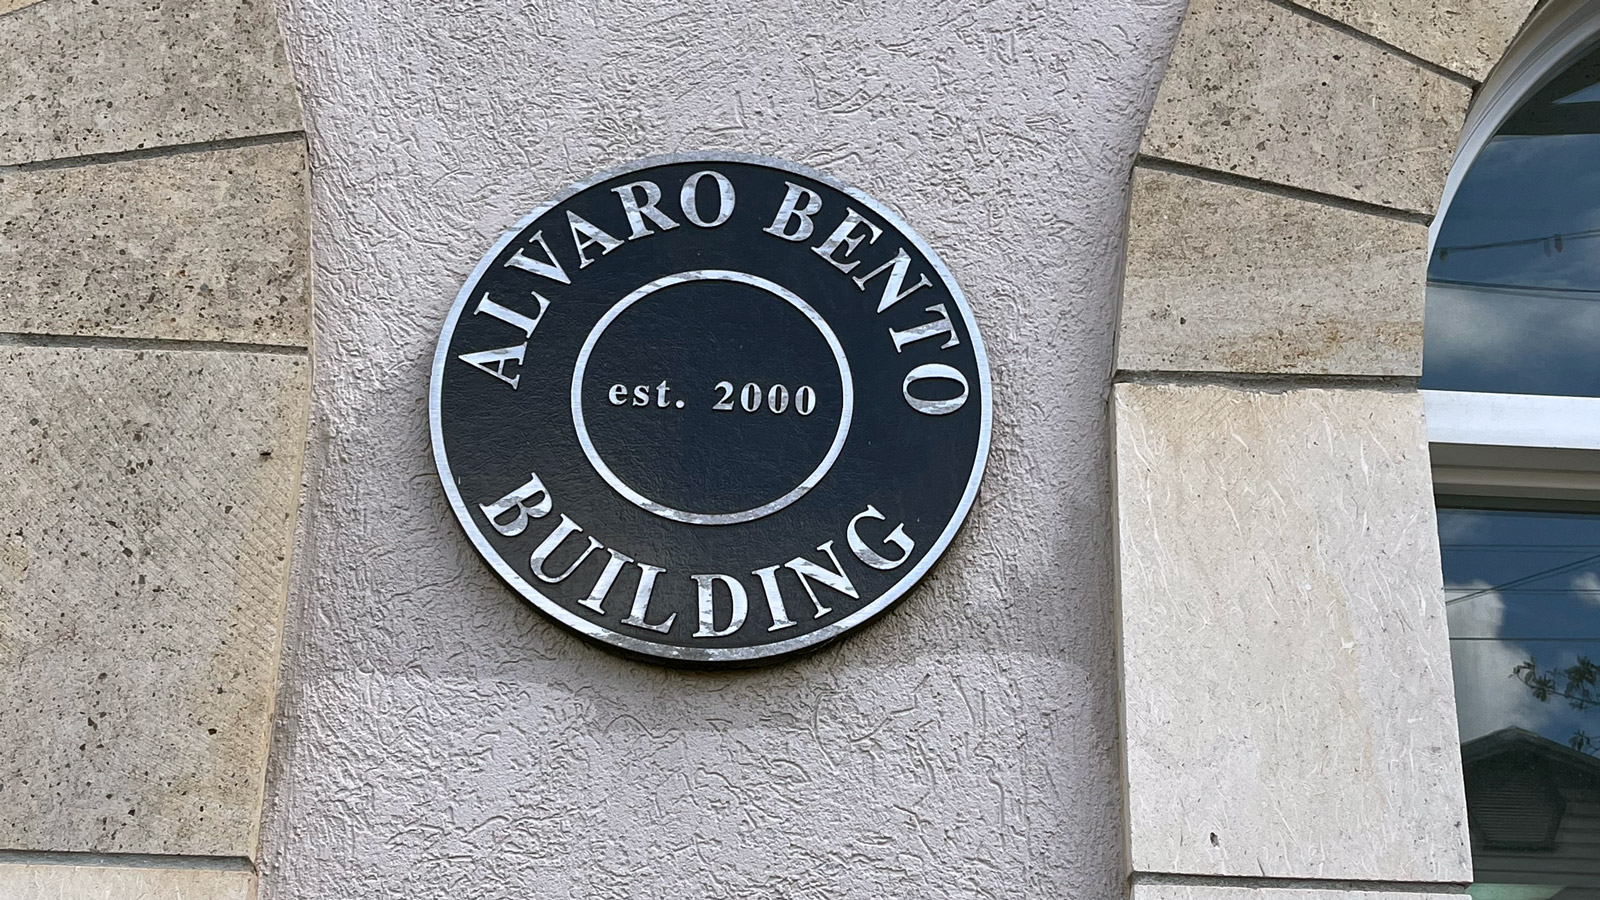 ALVARO BENTO
est. 2000
BUILDING